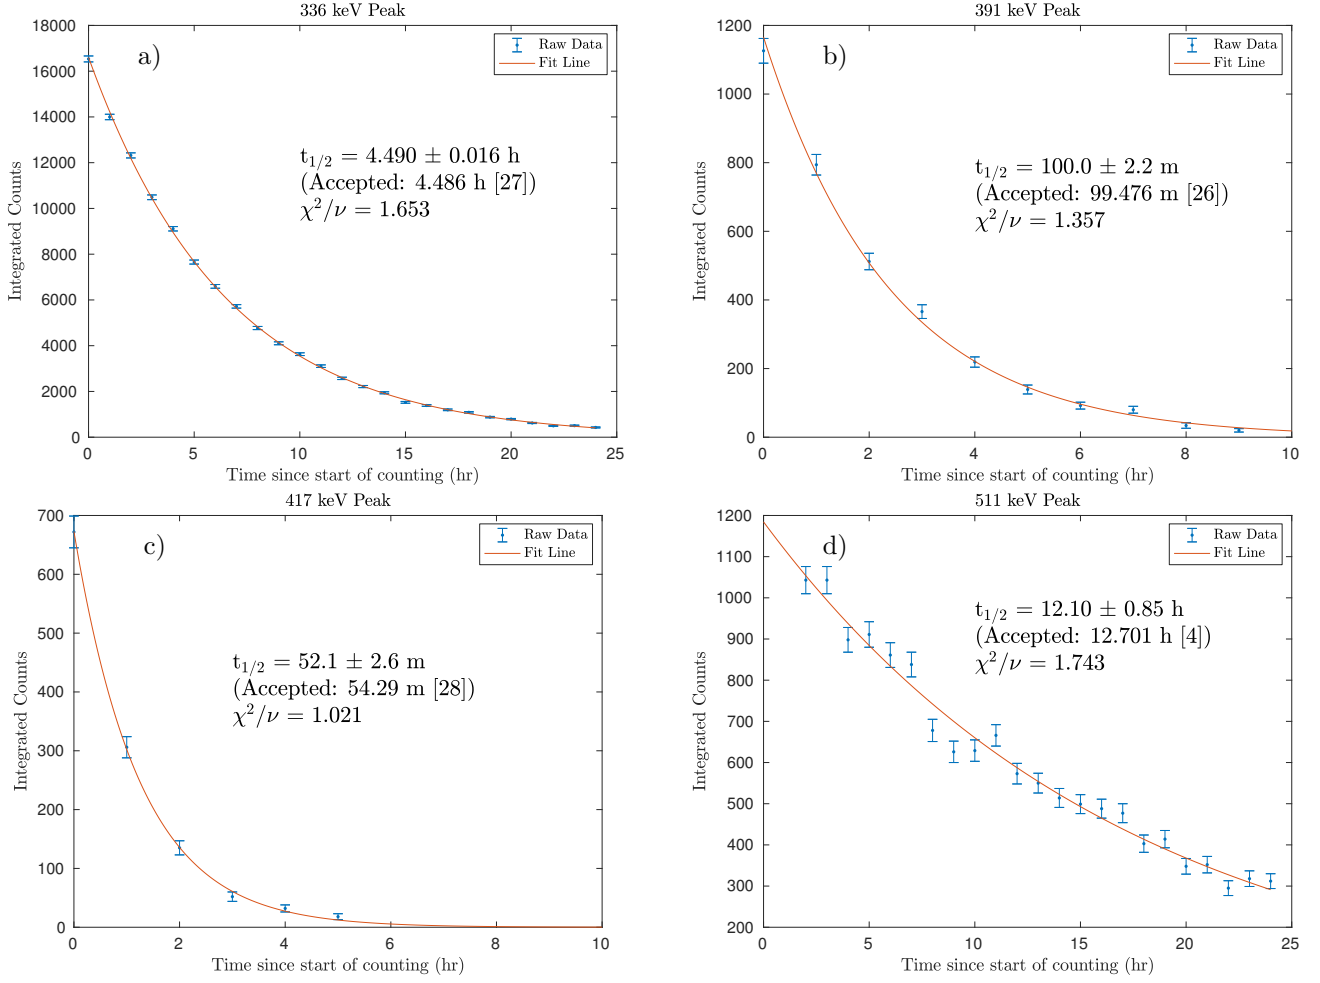 336 keV Peak
a)
Raw Data
Fit Line
t1/2 = 4.490 ± 0.016 h
(Accepted: 4.486 h [27])
χ²/ν = 1.653
Integrated Counts
18000
16000
14000
12000
10000
8000
6000
4000
2000
0
0 5 10 15 20 25
Time since start of counting (hr)
391 keV Peak
b)
Raw Data
Fit Line
t1/2 = 100.0 ± 2.2 m
(Accepted: 99.476 m [26])
χ²/ν = 1.357
Integrated Counts
1200
1000
800
600
400
200
0
0 2 4 6 8 10
Time since start of counting (hr)
417 keV Peak
c)
Raw Data
Fit Line
t1/2 = 52.1 ± 2.6 m
(Accepted: 54.29 m [28])
χ²/ν = 1.021
Integrated Counts
700
600
500
400
300
200
100
0
0 2 4 6 8 10
Time since start of counting (hr)
511 keV Peak
d)
Raw Data
Fit Line
t1/2 = 12.10 ± 0.85 h
(Accepted: 12.701 h [4])
χ²/ν = 1.743
Integrated Counts
1200
1100
1000
900
800
700
600
500
400
300
200
0 5 10 15 20 25
Time since start of counting (hr)